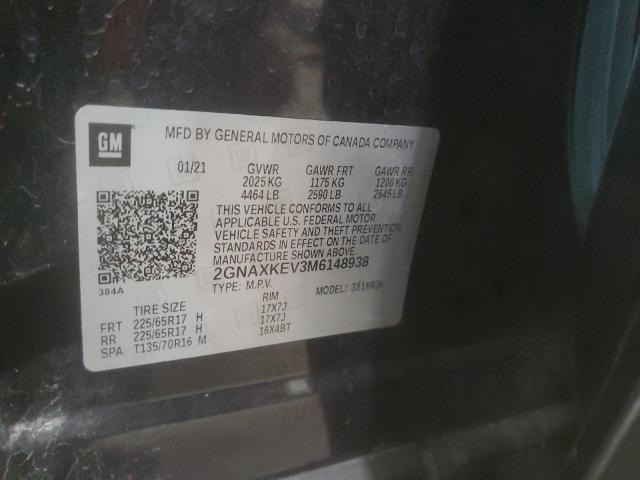 GM
MFD BY GENERAL MOTORS OF CANADA COMPANY
01/21 GVWR GAWR FRT GAWR RR
2025 KG 1175 KG 1200 KG
4464 LB 2590 LB 2645 LB
THIS VEHICLE CONFORMS TO ALL
APPLICABLE U.S. FEDERAL MOTOR
VEHICLE SAFETY AND THEFT PREVENTION
STANDARDS IN EFFECT ON THE DATE OF
MANUFACTURE SHOWN ABOVE.
2GNAXKEV3M6148938
384A
TYPE: M.P.V. MODEL: 381XR26
TIRE SIZE RIM
FRT 225/65R17 H 17X7J
RR 225/65R17 H 17X7J
SPA T135/70R16 M 16X4BT